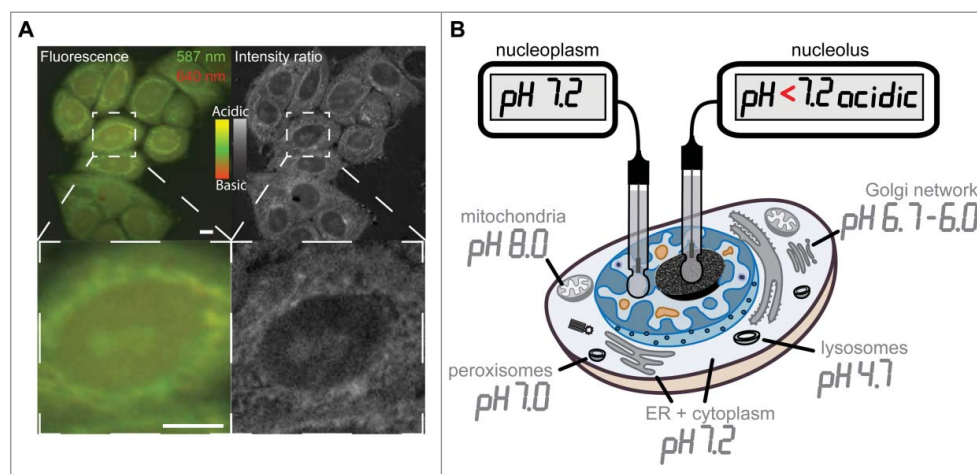 A
Fluorescence
587 nm
640 nm
Intensity ratio
Acidic
Basic
B
nucleoplasm
pH 7.2
nucleolus
pH < 7.2 acidic
mitochondria
pH 8.0
Golgi network
pH 6.7-6.0
peroxisomes
pH 7.0
ER + cytoplasm
pH 7.2
lysosomes
pH 4.7